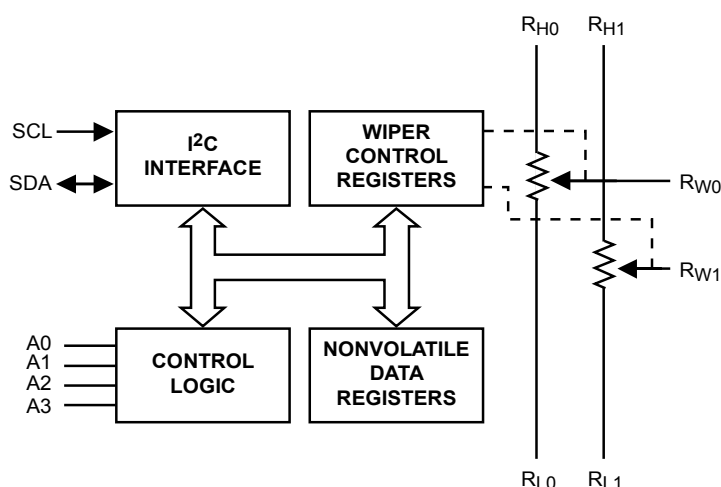 RH0 RH1
SCL
SDA
I²C
INTERFACE
WIPER
CONTROL
REGISTERS
RW0
RW1
A0
A1
A2
A3
CONTROL
LOGIC
NONVOLATILE
DATA
REGISTERS
RL0 RL1